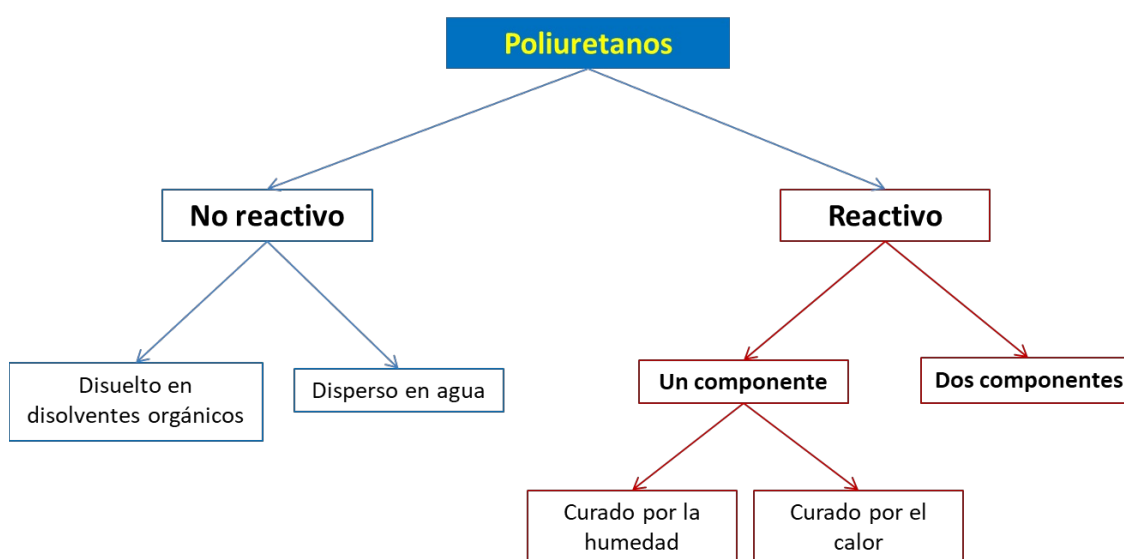 Poliuretanos
No reactivo
Reactivo
Disuelto en
disolventes orgánicos
Disperso en agua
Un componente
Dos componentes
Curado por la
humedad
Curado por el
calor